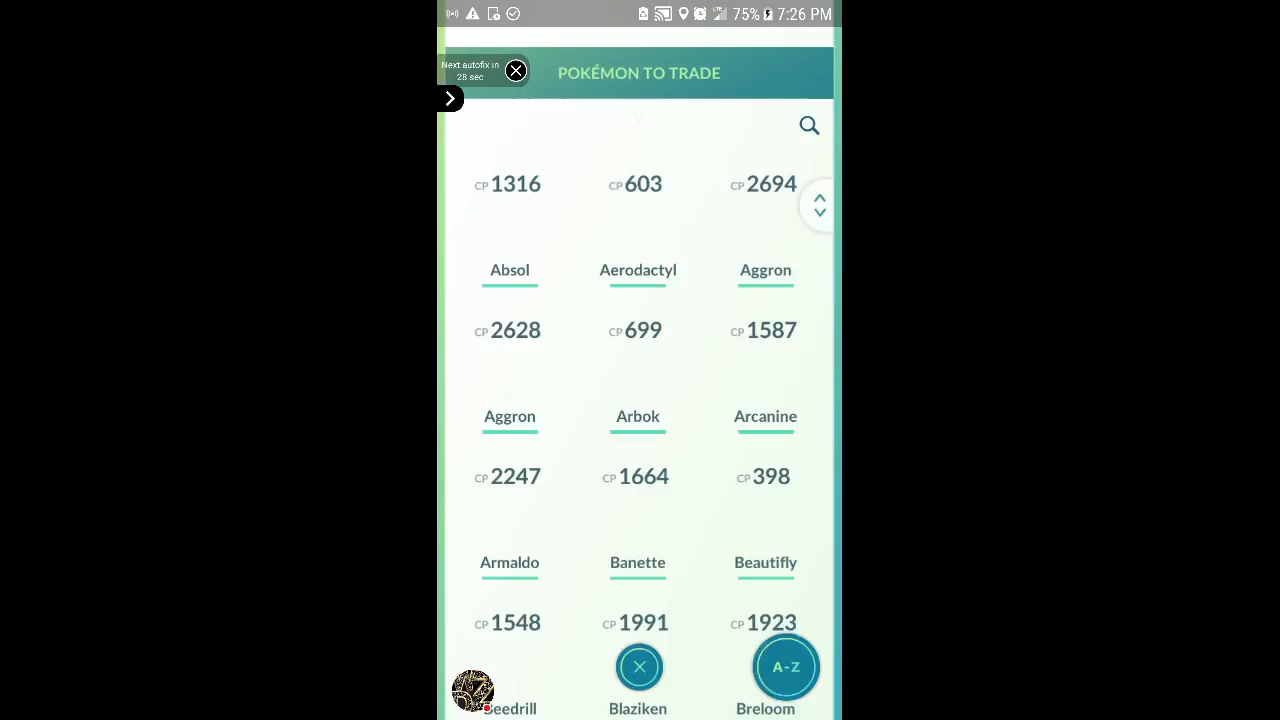 LTE 75% 7:26 PM
Next autofix in
28 sec
POKÉMON TO TRADE
CP 1316 CP 603 CP 2694
Absol Aerodactyl Aggron
CP 2628 CP 699 CP 1587
Aggron Arbok Arcanine
CP 2247 CP 1664 CP 398
Armaldo Banette Beautifly
CP 1548 CP 1991 CP 1923
A-Z
Beedrill Blaziken Breloom